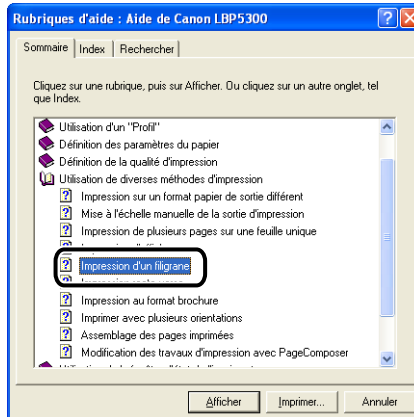 Rubriques d'aide : Aide de Canon LBP5300
Sommaire Index Rechercher
Cliquez sur une rubrique, puis sur Afficher. Ou cliquez sur un autre onglet, tel
que Index.
Utilisation d'un "Profil"
Définition des paramètres du papier
Définition de la qualité d'impression
Utilisation de diverses méthodes d'impression
Impression sur un format papier de sortie différent
Mise à l'échelle manuelle de la sortie d'impression
Impression de plusieurs pages sur une feuille unique
Impression d'un filigrane
Impression au format brochure
Imprimer avec plusieurs orientations
Assemblage des pages imprimées
Modification des travaux d'impression avec PageComposer
Afficher Imprimer... Annuler